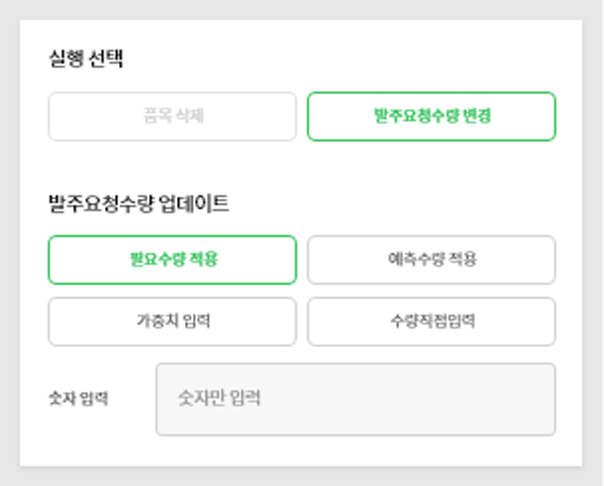 실행 선택
품목 삭제
발주요청수량 변경
발주요청수량 업데이트
필요수량 적용
예측수량 적용
가중치 입력
수량직접입력
숫자 입력
숫자만 입력